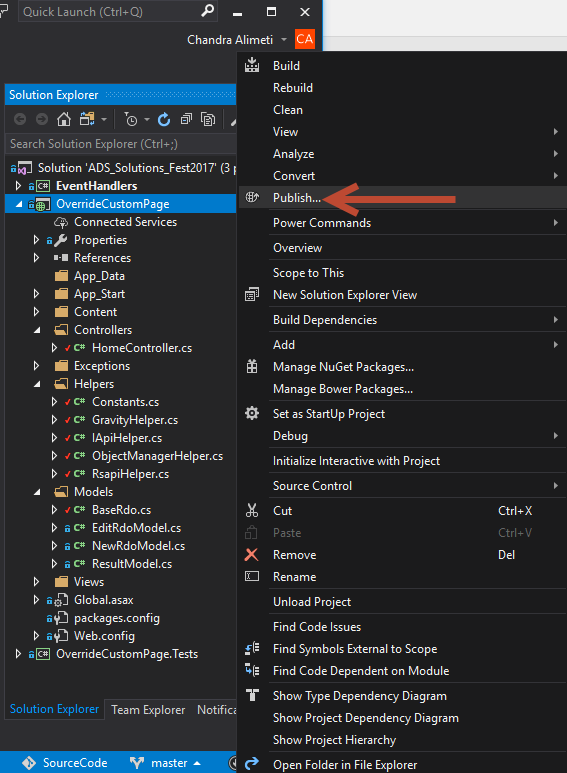 Quick Launch (Ctrl+Q)
Chandra Alimeti
CA
Solution Explorer
Search Solution Explorer (Ctrl+;)
Solution 'ADS_Solutions_Fest2017' (3 p
EventHandlers
OverrideCustomPage
Connected Services
Properties
References
App_Data
App_Start
Content
Controllers
C# HomeController.cs
Exceptions
Helpers
C# Constants.cs
C# GravityHelper.cs
C# IApiHelper.cs
C# ObjectManagerHelper.cs
C# RsapiHelper.cs
Models
C# BaseRdo.cs
C# EditRdoModel.cs
C# NewRdoModel.cs
C# ResultModel.cs
Views
Global.asax
packages.config
Web.config
C# OverrideCustomPage.Tests
Solution Explorer
Team Explorer
Notifica
SourceCode
master
Build
Rebuild
Clean
View
Analyze
Convert
Publish...
Power Commands
Overview
Scope to This
New Solution Explorer View
Build Dependencies
Add
Manage NuGet Packages...
Manage Bower Packages...
Set as StartUp Project
Debug
Initialize Interactive with Project
Source Control
Cut Ctrl+X
Paste Ctrl+V
Remove Del
Rename
Unload Project
Find Code Issues
Find Symbols External to Scope
Find Code Dependent on Module
Show Type Dependency Diagram
Show Project Dependency Diagram
Show Project Hierarchy
Open Folder in File Explorer